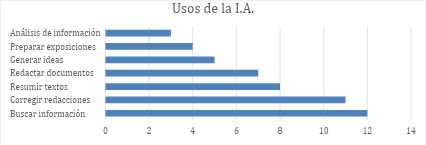 Usos de la I.A.
Análisis de información
Preparar exposiciones
Generar ideas
Redactar documentos
Resumir textos
Corregir redacciones
Buscar información
0 2 4 6 8 10 12 14